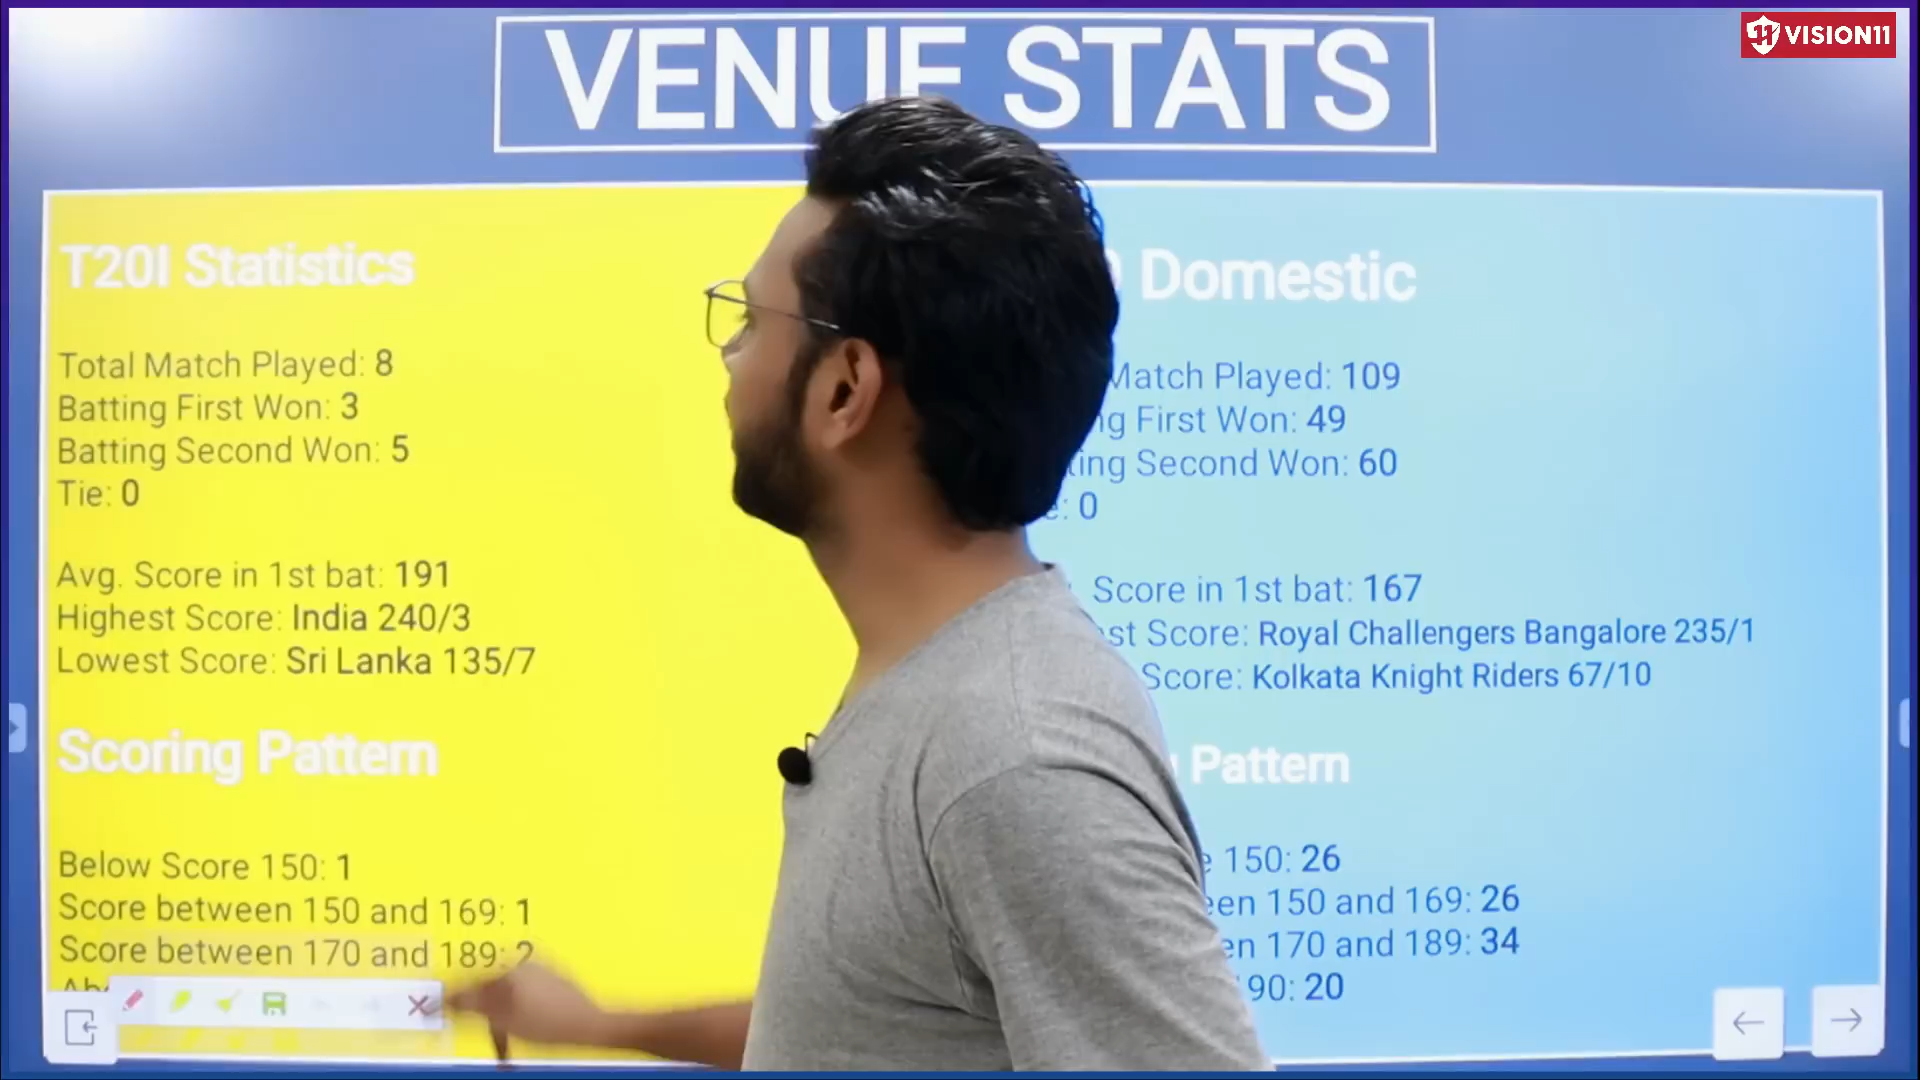 VENUE STATS
VISION11
T20I Statistics
Total Match Played: 8
Batting First Won: 3
Batting Second Won: 5
Tie: 0
Avg. Score in 1st bat: 191
Highest Score: India 240/3
Lowest Score: Sri Lanka 135/7
Scoring Pattern
Below Score 150: 1
Score between 150 and 169: 1
Score between 170 and 189: 2
Domestic
Match Played: 109
First Won: 49
Second Won: 60
: 0
Score in 1st bat: 167
Score: Royal Challengers Bangalore 235/1
Score: Kolkata Knight Riders 67/10
Pattern
150: 26
150 and 169: 26
170 and 189: 34
: 20